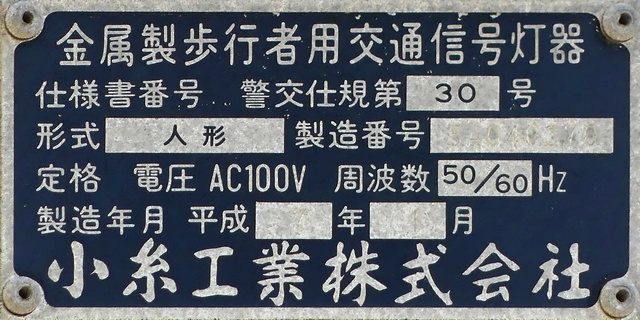 金属製歩行者用交通信号灯器
仕様書番号 警交仕規第 30 号
形式 人形 製造番号
定格 電圧 AC100V 周波数 50/60 Hz
製造年月 平成 年 月
小糸工業株式会社